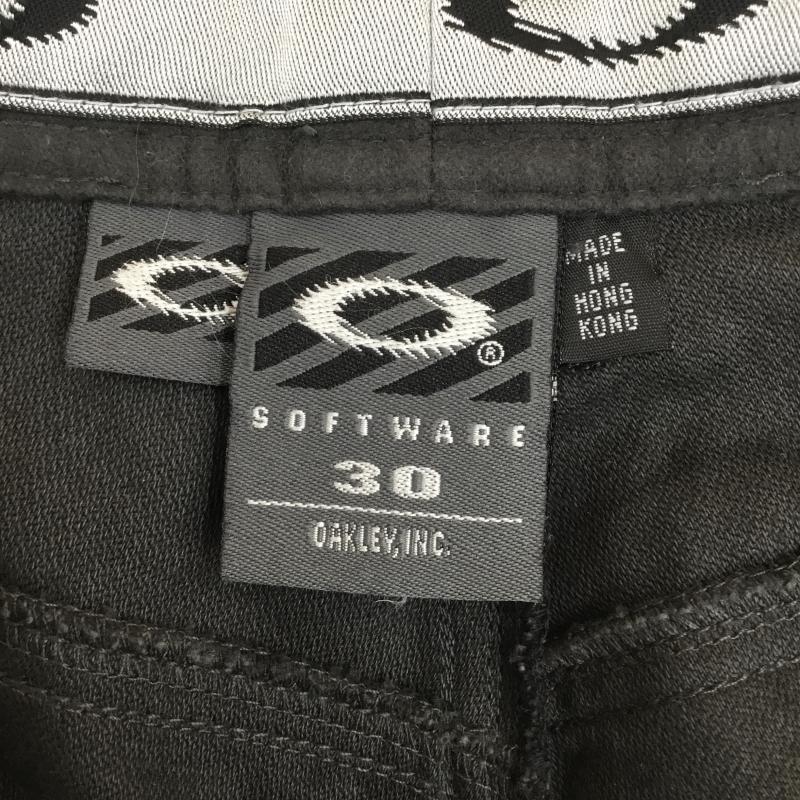 ®
SOFTWARE
30
OAKLEY, INC.
MADE
IN
HONG
KONG